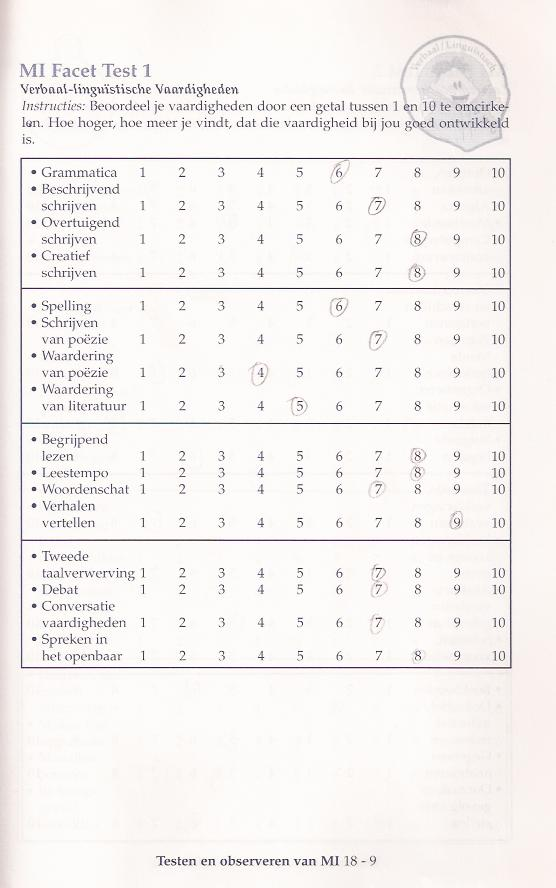 Verbaal/Linguïstisch
MI Facet Test 1
Verbaal-linguïstische Vaardigheden
Instructies: Beoordeel je vaardigheden door een getal tussen 1 en 10 te omcirke-
len. Hoe hoger, hoe meer je vindt, dat die vaardigheid bij jou goed ontwikkeld
is.
• Grammatica 1 2 3 4 5 6 7 8 9 10
• Beschrijvend
schrijven 1 2 3 4 5 6 7 8 9 10
• Overtuigend
schrijven 1 2 3 4 5 6 7 8 9 10
• Creatief
schrijven 1 2 3 4 5 6 7 8 9 10
• Spelling 1 2 3 4 5 6 7 8 9 10
• Schrijven
van poëzie 1 2 3 4 5 6 7 8 9 10
• Waardering
van poëzie 1 2 3 4 5 6 7 8 9 10
• Waardering
van literatuur 1 2 3 4 5 6 7 8 9 10
• Begrijpend
lezen 1 2 3 4 5 6 7 8 9 10
• Leestempo 1 2 3 4 5 6 7 8 9 10
• Woordenschat 1 2 3 4 5 6 7 8 9 10
• Verhalen
vertellen 1 2 3 4 5 6 7 8 9 10
• Tweede
taalverwerving 1 2 3 4 5 6 7 8 9 10
• Debat 1 2 3 4 5 6 7 8 9 10
• Conversatie
vaardigheden 1 2 3 4 5 6 7 8 9 10
• Spreken in
het openbaar 1 2 3 4 5 6 7 8 9 10
Testen en observeren van MI 18 - 9